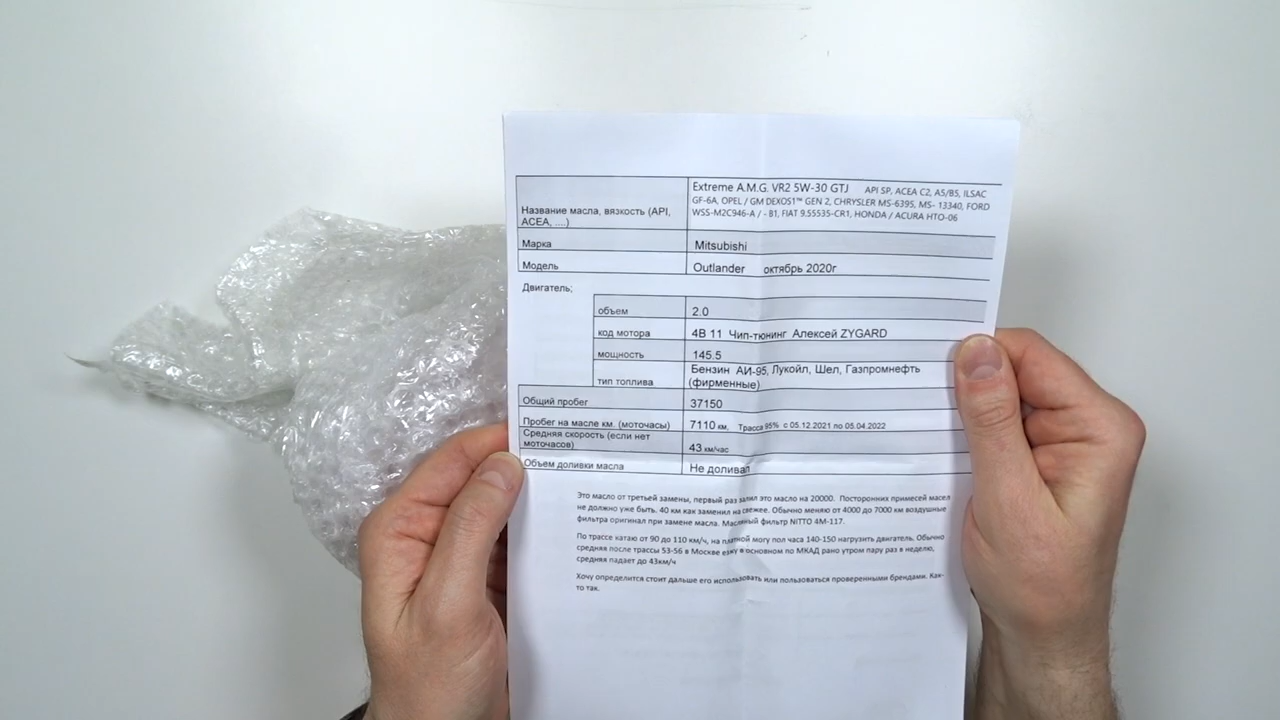 Extreme A.M.G. VR2 5W-30 GTJ API SP, ACEA C2, A5/B5, ILSAC
GF-6A, OPEL / GM DEXOS1™ GEN 2, CHRYSLER MS-6395, MS- 13340, FORD
WSS-M2C946-A / - B1, FIAT 9.55535-CR1, HONDA / ACURA HTO-06
Название масла, вязкость (API,
ACEA, ....)
Марка Mitsubishi
Модель Outlander октябрь 2020г
Двигатель:
объем 2.0
код мотора 4B 11 Чип-тюнинг Алексей ZYGARD
мощность 145.5
тип топлива Бензин АИ-95, Лукойл, Шел, Газпромнефть
(фирменные)
Общий пробег 37150
Пробег на масле км. (моточасы) 7110 км, Трасса 95% с 05.12.2021 по 05.04.2022
Средняя скорость (если нет
моточасов) 43 км/час
Объем доливки масла Не доливал
Это масло от третьей замены, первый раз залил это масло на 20000. Посторонних примесей масел
не должно уже быть. 40 км как заменил на свежее. Обычно меняю от 4000 до 7000 км воздушные
фильтра оригинал при замене масла. Масляный фильтр NITTO 4M-117.
По трассе катаю от 90 до 110 км/ч, на платной могу пол часа 140-150 нагрузить двигатель. Обычно
средняя после трассы 53-56 в Москве езжу в основном по МКАД рано утром пару раз в неделю,
средняя падает до 43км/ч
Хочу определится стоит дальше его использовать или пользоваться проверенными брендами. Как-
то так.